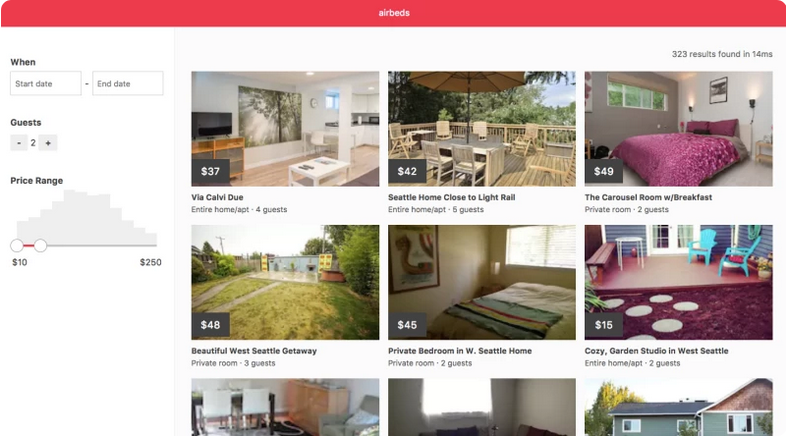 airbeds
323 results found in 14ms
When
Start date - End date
Guests
- 2 +
Price Range
$10 $250
$37
Via Calvi Due
Entire home/apt · 4 guests
$42
Seattle Home Close to Light Rail
Entire home/apt · 5 guests
$49
The Carousel Room w/Breakfast
Private room · 2 guests
$48
Beautiful West Seattle Getaway
Private room · 3 guests
$45
Private Bedroom in W. Seattle Home
Private room · 2 guests
$15
Cozy, Garden Studio in West Seattle
Entire home/apt · 2 guests